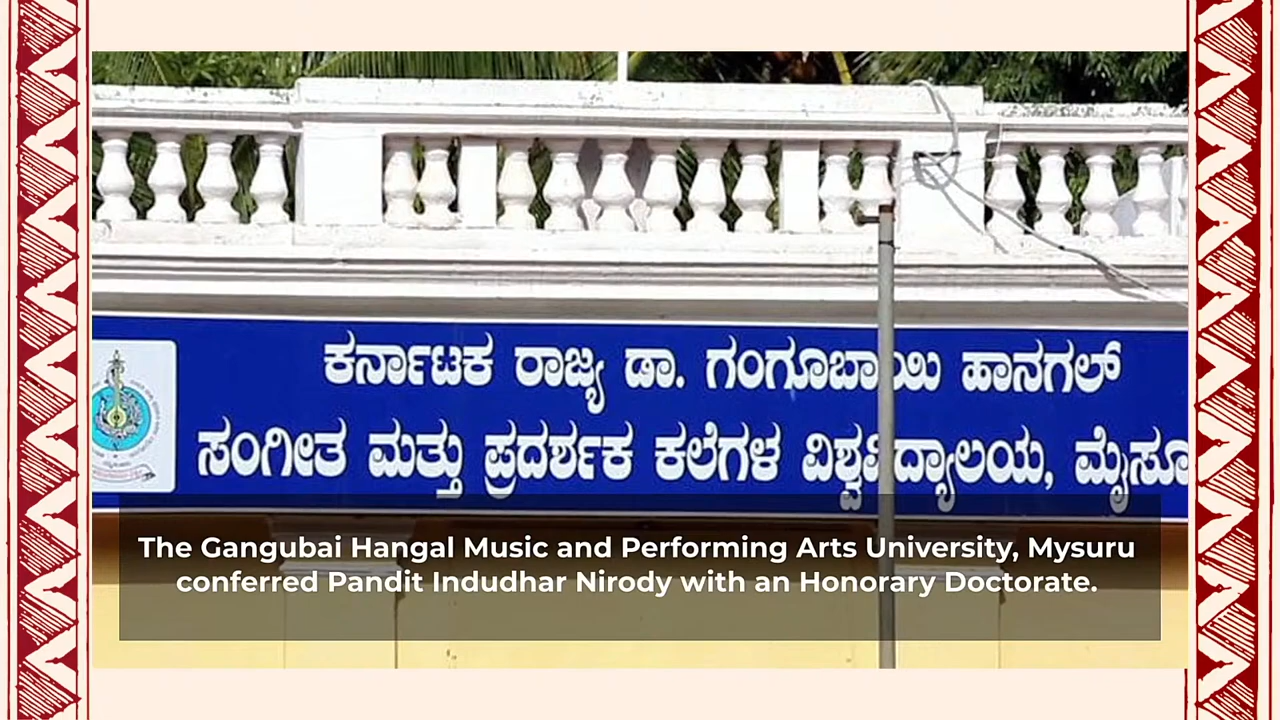 ಕರ್ನಾಟಕ ರಾಜ್ಯ ಡಾ. ಗಂಗೂಬಾಯಿ ಹಾನಗಲ್
ಸಂಗೀತ ಮತ್ತು ಪ್ರದರ್ಶಕ ಕಲೆಗಳ ವಿಶ್ವವಿದ್ಯಾಲಯ,
The Gangubai Hangal Music and Performing Arts University, Mysuru
conferred Pandit Indudhar Nirody with an Honorary Doctorate.